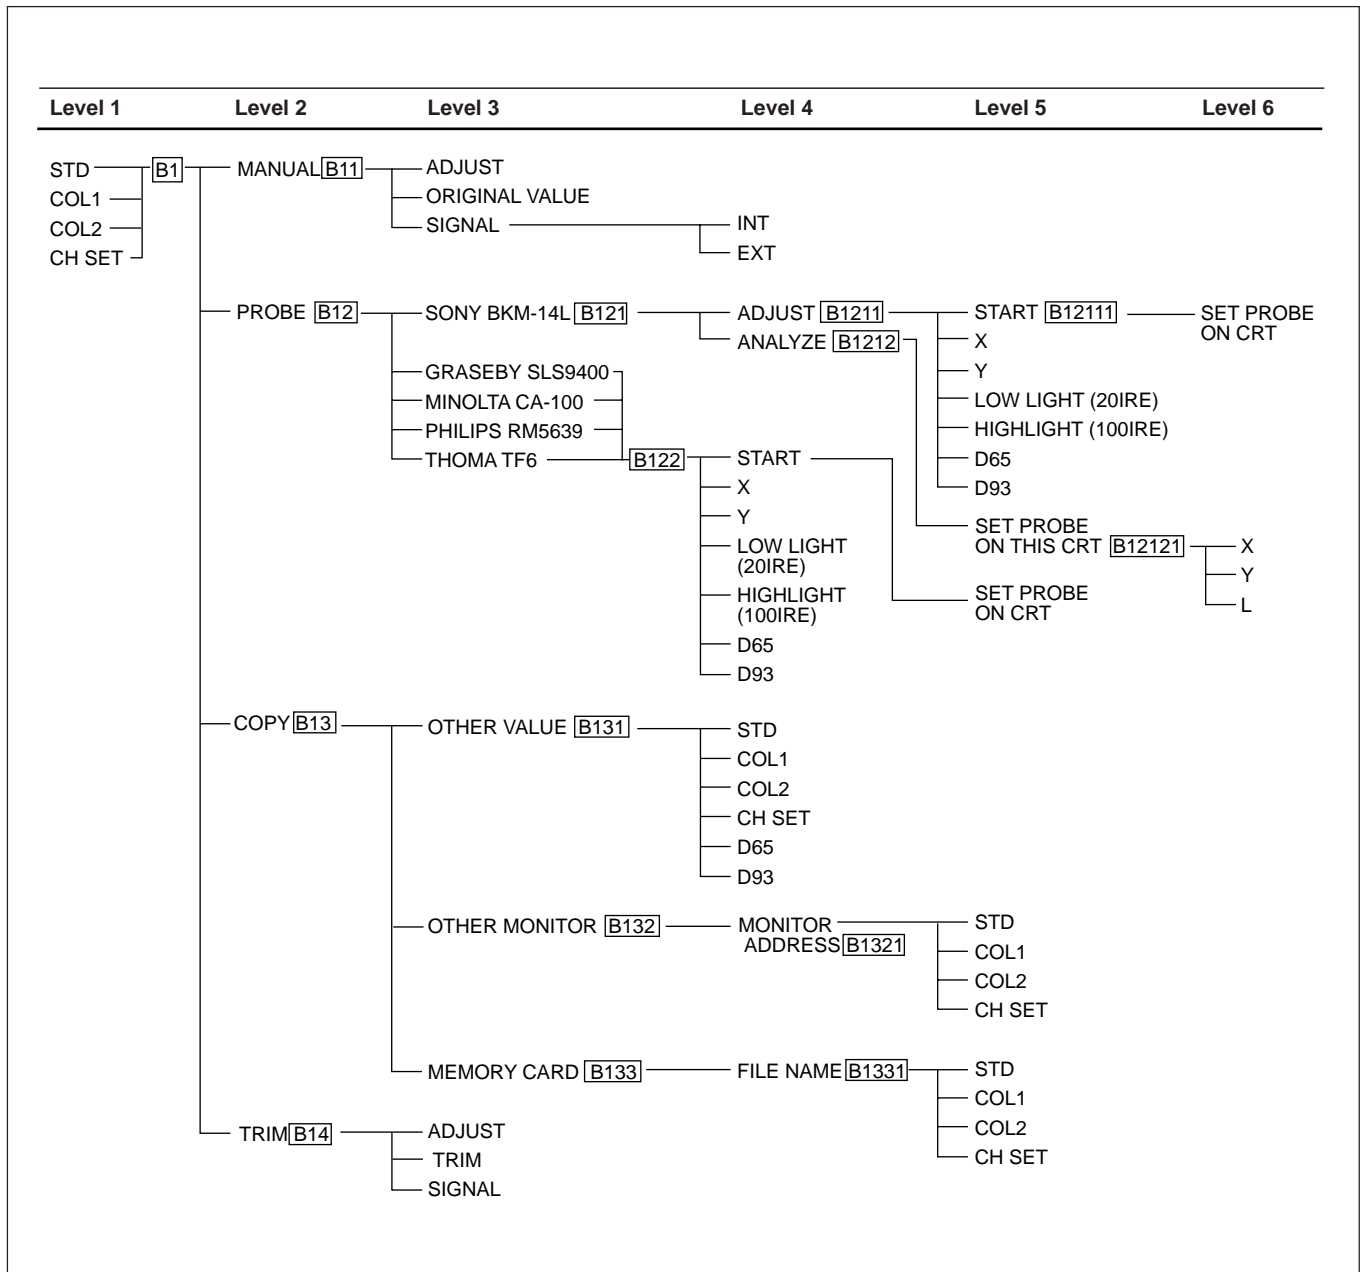 Level 1 Level 2 Level 3 Level 4 Level 5 Level 6
STD B1 MANUAL B11 ADJUST
COL1 ORIGINAL VALUE
COL2 SIGNAL INT
CH SET EXT
PROBE B12 SONY BKM-14L B121 ADJUST B1211 START B12111 SET PROBE
ON CRT
ANALYZE B1212 X
GRASEBY SLS9400 Y
MINOLTA CA-100 LOW LIGHT (20IRE)
PHILIPS RM5639 HIGHLIGHT (100IRE)
THOMA TF6 B122 START D65
X D93
Y SET PROBE
LOW LIGHT ON THIS CRT B12121 X
(20IRE) Y
HIGHLIGHT SET PROBE L
(100IRE) ON CRT
D65
D93
COPY B13 OTHER VALUE B131 STD
COL1
COL2
CH SET
D65
D93
OTHER MONITOR B132 MONITOR STD
ADDRESS B1321 COL1
COL2
CH SET
MEMORY CARD B133 FILE NAME B1331 STD
COL1
COL2
CH SET
TRIM B14 ADJUST
TRIM
SIGNAL